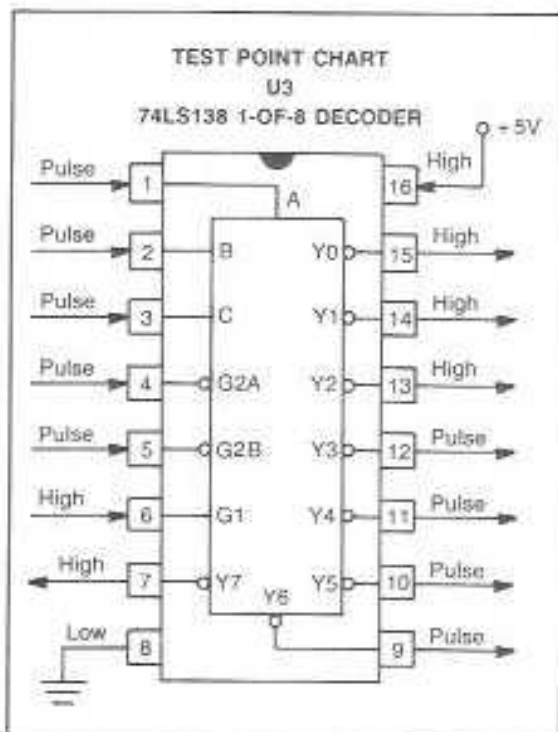 TEST POINT CHART
U3
74LS138 1-OF-8 DECODER
+5V
Pulse 1 A 16 High
Pulse 2 B Y0 15 High
Pulse 3 C Y1 14 High
Pulse 4 G2A Y2 13 High
Pulse 5 G2B Y3 12 Pulse
High 6 G1 Y4 11 Pulse
High 7 Y7 Y6 Y5 10 Pulse
Low 8 9 Pulse